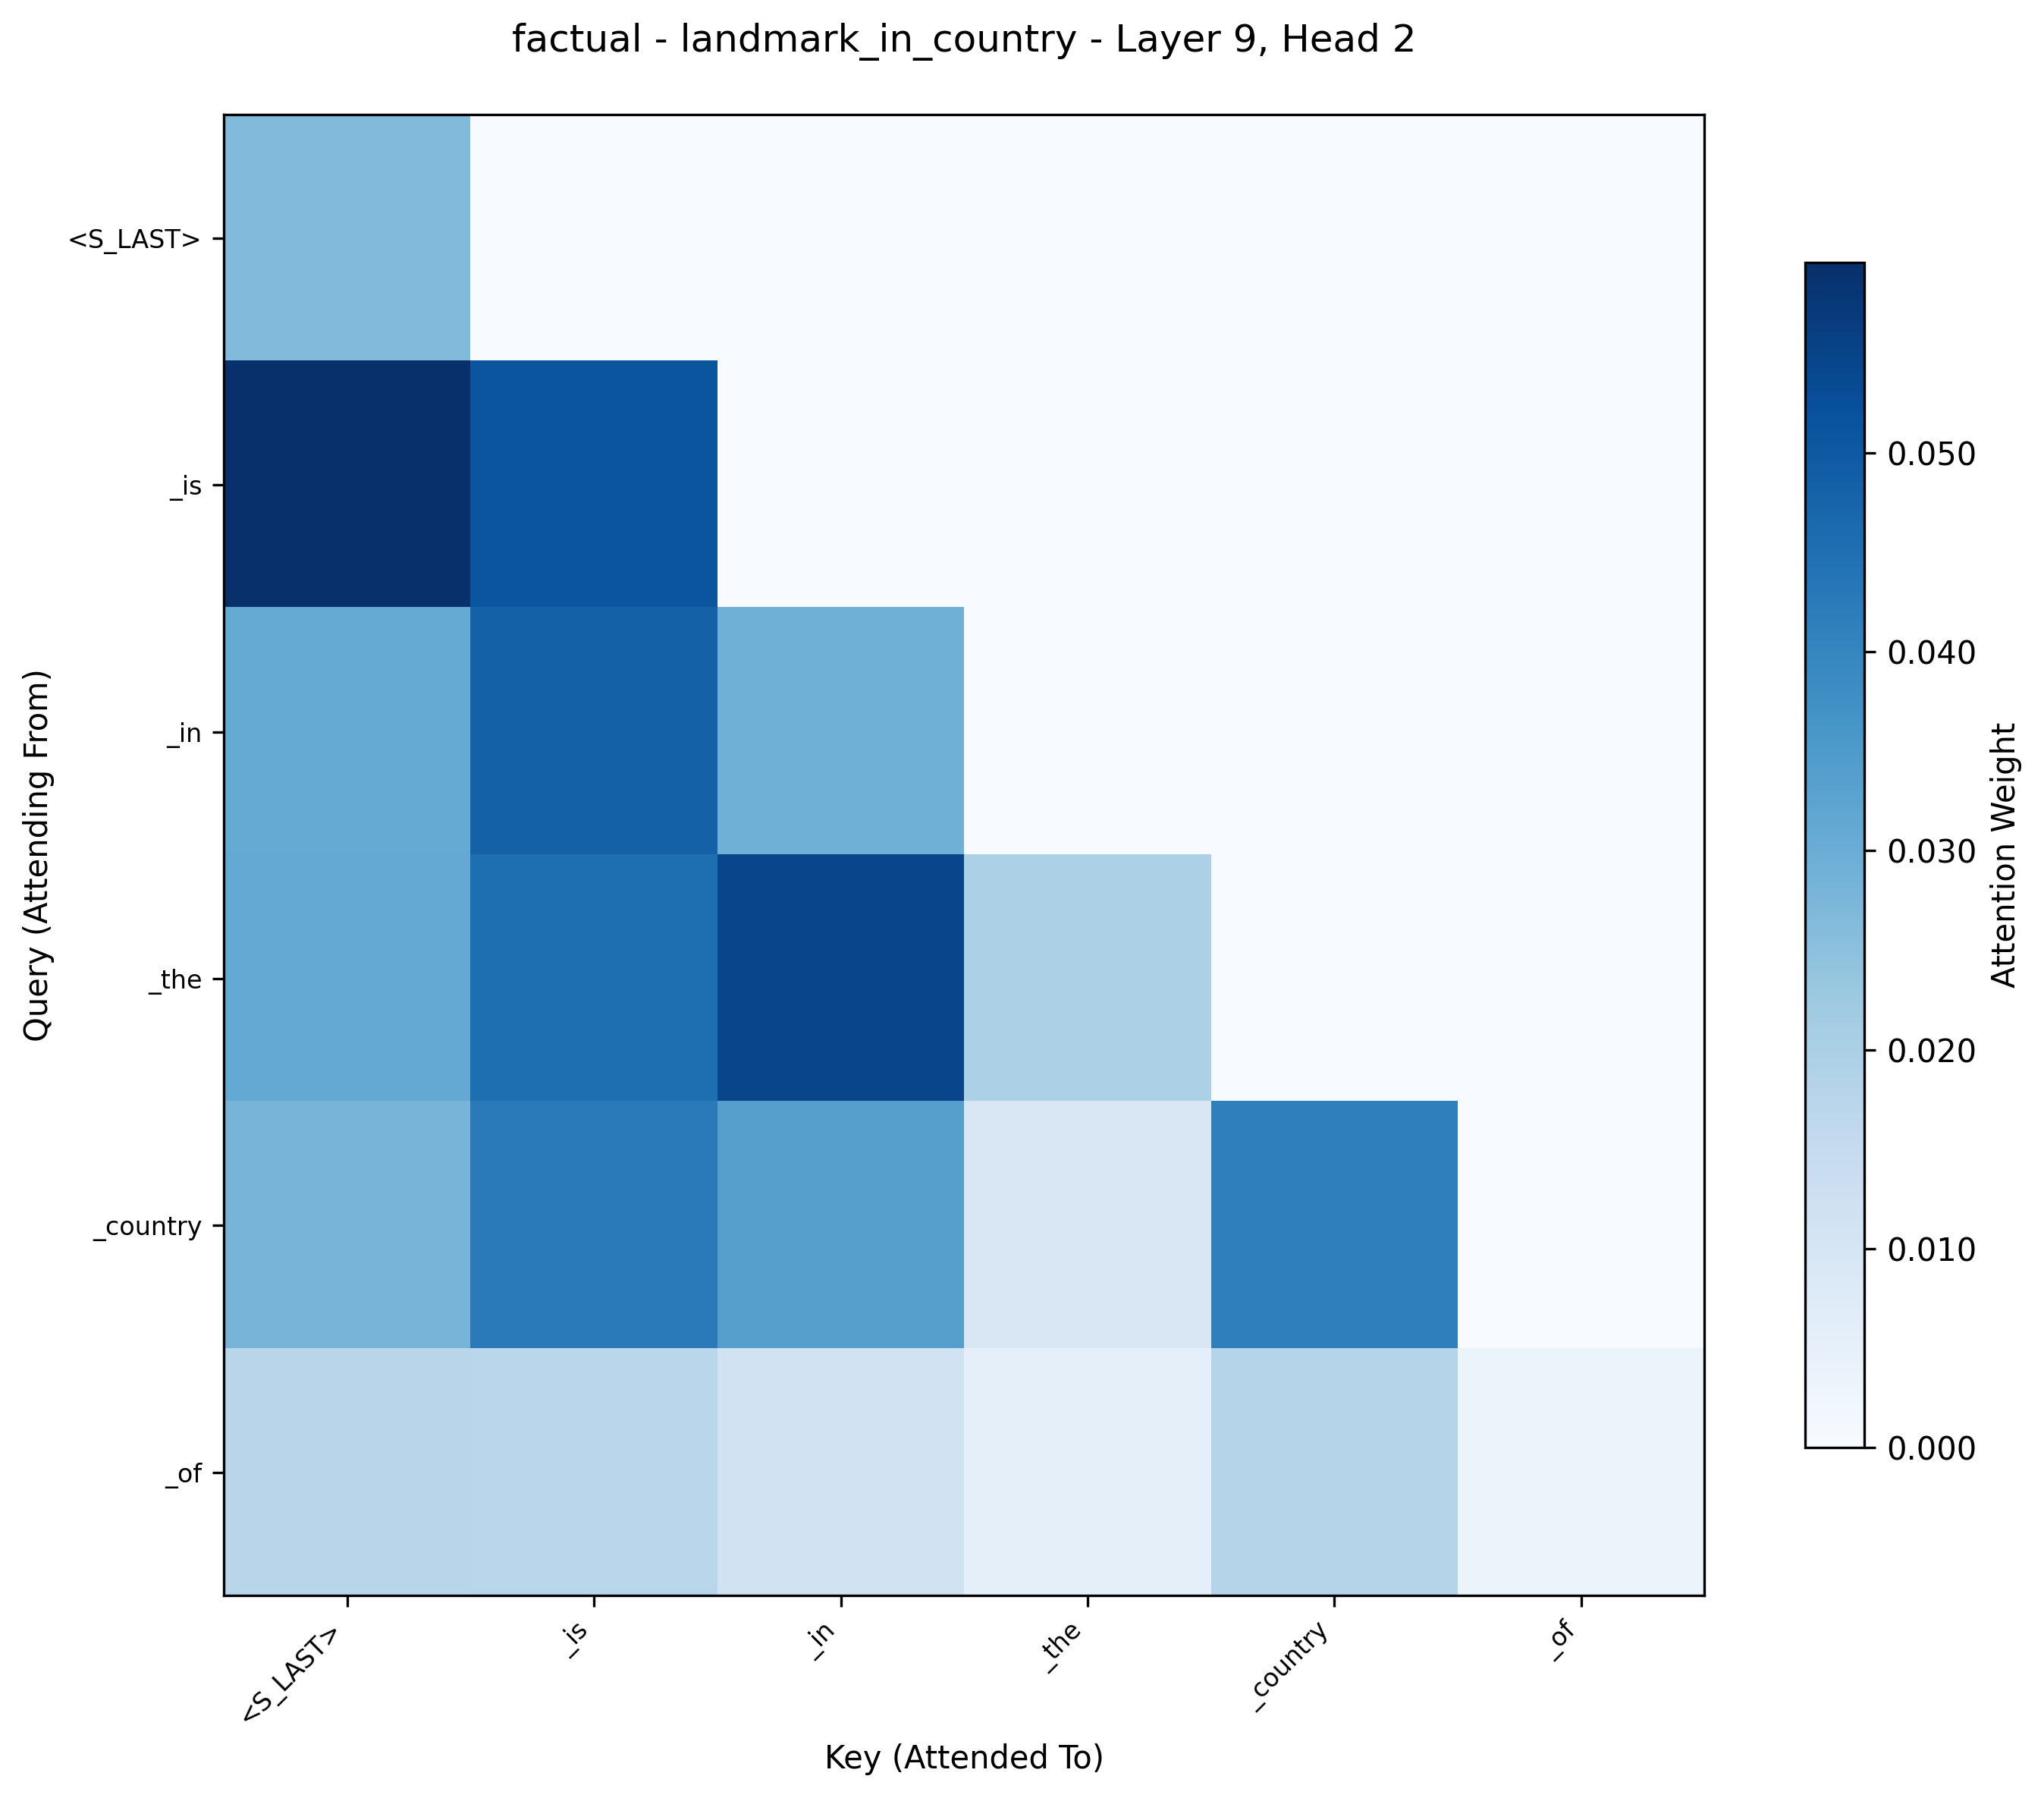 factual - landmark_in_country - Layer 9, Head 2
Query (Attending From)
<S_LAST>
_is
_in
_the
_country
_of
<S_LAST>
_is
_in
_the
_country
_of
Key (Attended To)
0.050
0.040
0.030
0.020
0.010
0.000
Attention Weight